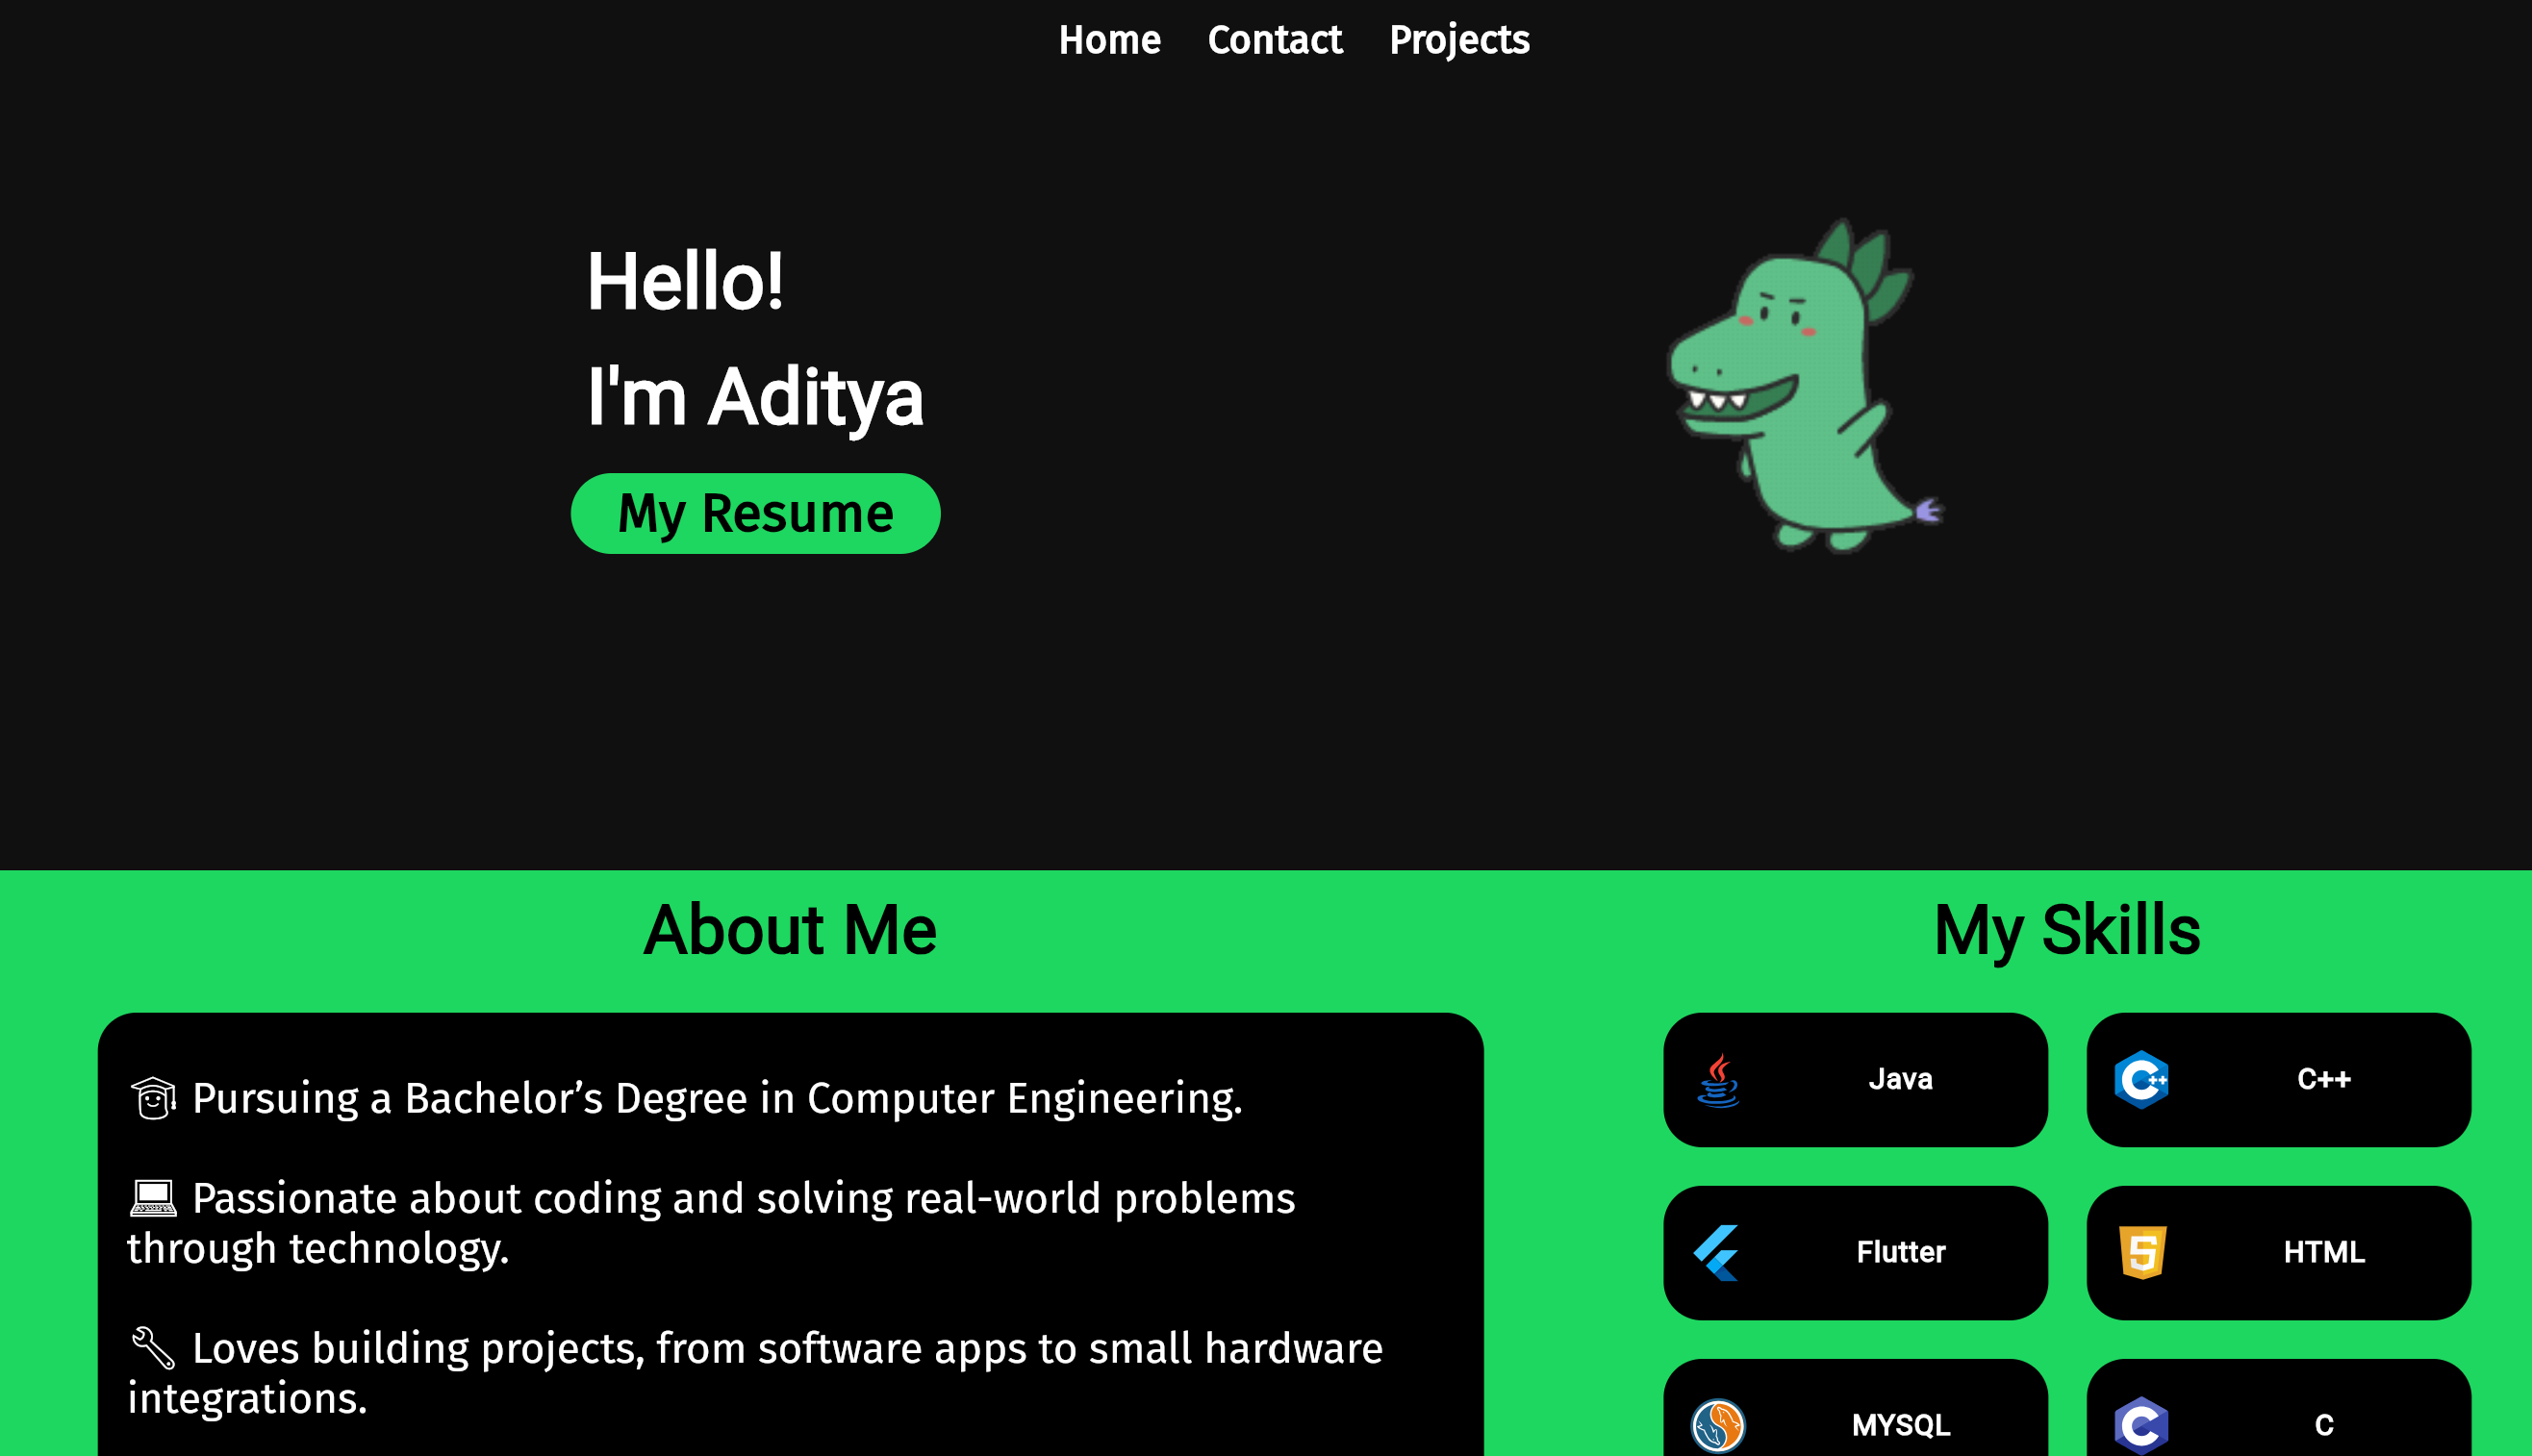 Home Contact Projects
Hello!
I'm Aditya
My Resume
About Me
🎓 Pursuing a Bachelor’s Degree in Computer Engineering.
💻 Passionate about coding and solving real-world problems
through technology.
🔧 Loves building projects, from software apps to small hardware
integrations.
My Skills
Java
C++
Flutter
5
HTML
MYSQL
C